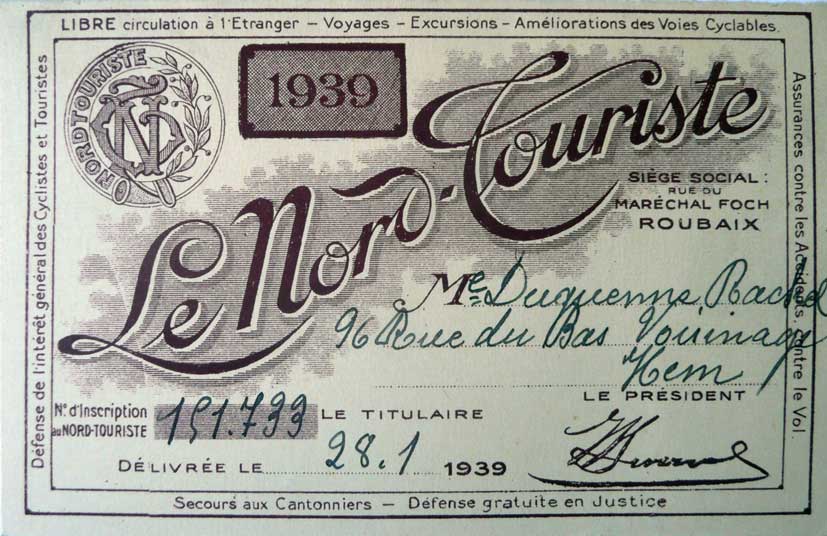 LIBRE circulation à l'Etranger – Voyages – Excursions – Améliorations des Voies Cyclables.
Défense de l'intérêt général des Cyclistes et Touristes
NORD TOURISTE
1939
Le Nord-Touriste
SIÈGE SOCIAL :
RUE DU
MARÉCHAL FOCH
ROUBAIX
Assurances contre les Accidents, contre le Vol.
Me Duquenne Rachel
96 Rue du Bas Voisinage
Hem
LE PRÉSIDENT
N° d'Inscription
au NORD-TOURISTE
151.733
LE TITULAIRE
DÉLIVRÉE LE 28.1 1939
Secours aux Cantonniers – Défense gratuite en Justice